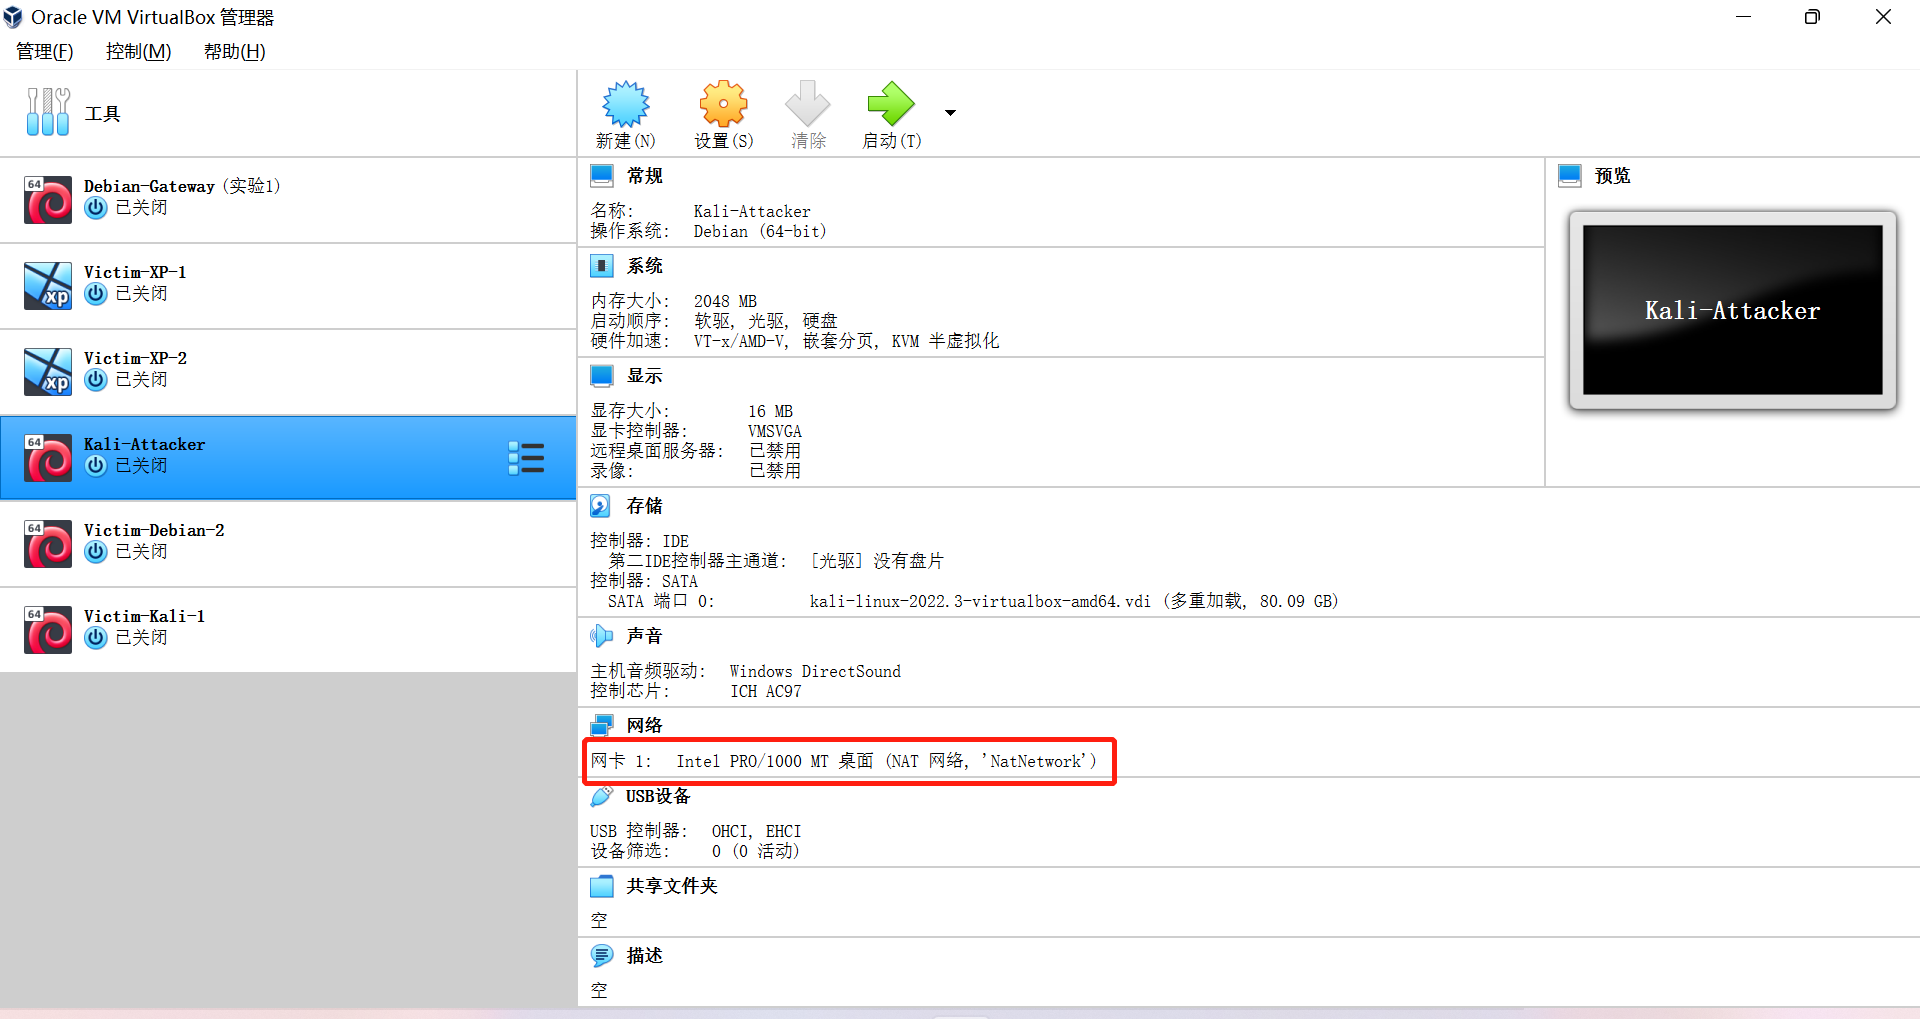 Oracle VM VirtualBox 管理器
管理(F) 控制(M) 帮助(H)
工具
新建(N) 设置(S) 清除 启动(T)
64 Debian-Gateway (实验1)
已关闭
xp Victim-XP-1
已关闭
xp Victim-XP-2
已关闭
64 Kali-Attacker
已关闭
64 Victim-Debian-2
已关闭
64 Victim-Kali-1
已关闭
常规
名称: Kali-Attacker
操作系统: Debian (64-bit)
系统
内存大小: 2048 MB
启动顺序: 软驱, 光驱, 硬盘
硬件加速: VT-x/AMD-V, 嵌套分页, KVM 半虚拟化
显示
显存大小: 16 MB
显卡控制器: VMSVGA
远程桌面服务器: 已禁用
录像: 已禁用
存储
控制器: IDE
第二IDE控制器主通道: [光驱] 没有盘片
控制器: SATA
SATA 端口 0: kali-linux-2022.3-virtualbox-amd64.vdi (多重加载, 80.09 GB)
声音
主机音频驱动: Windows DirectSound
控制芯片: ICH AC97
网络
网卡 1: Intel PRO/1000 MT 桌面 (NAT 网络, 'NatNetwork')
USB设备
USB 控制器: OHCI, EHCI
设备筛选: 0 (0 活动)
共享文件夹
空
描述
空
预览
Kali-Attacker